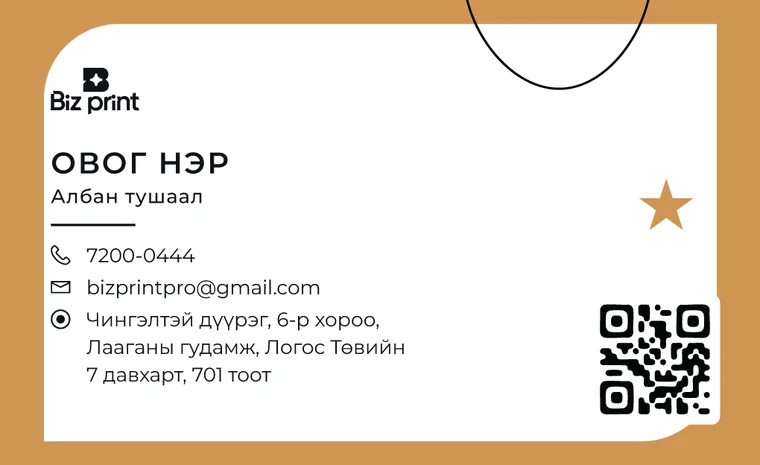 Biz print
ОВОГ НЭР
Албан тушаал
7200-0444
bizprintpro@gmail.com
Чингэлтэй дүүрэг, 6-р хороо,
Лааганы гудамж, Логос Төвийн
7 давхарт, 701 тоот